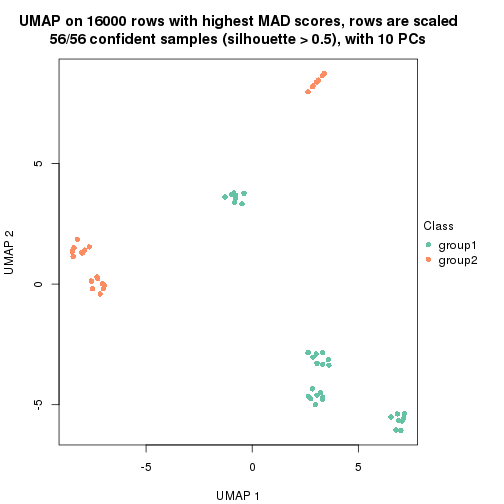 UMAP on 16000 rows with highest MAD scores, rows are scaled
56/56 confident samples (silhouette > 0.5), with 10 PCs
5
0
-5
UMAP 2
-5
0
5
UMAP 1
Class
group1
group2